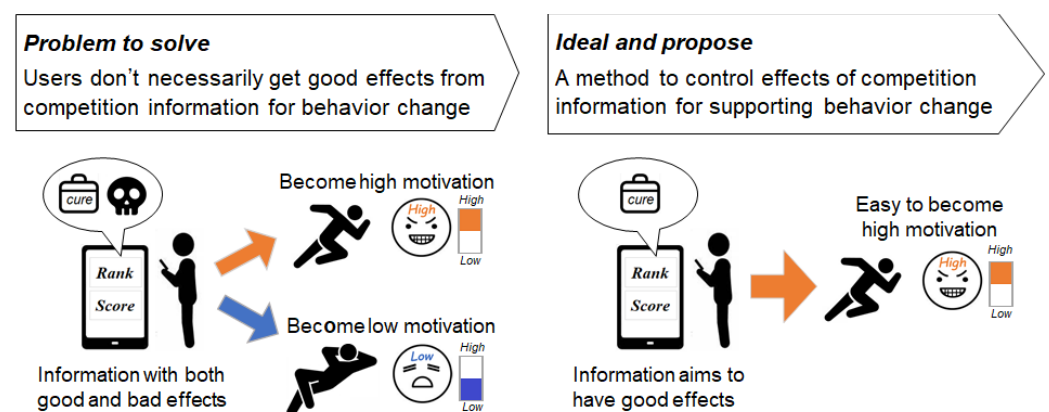 Problem to solve
Users don't necessarily get good effects from
competition information for behavior change
cure
Rank
Score
Information with both
good and bad effects
Become high motivation
High
High
Low
Become low motivation
Low
High
Low
Ideal and propose
A method to control effects of competition
information for supporting behavior change
cure
Rank
Score
Information aims to
have good effects
Easy to become
high motivation
High
High
Low